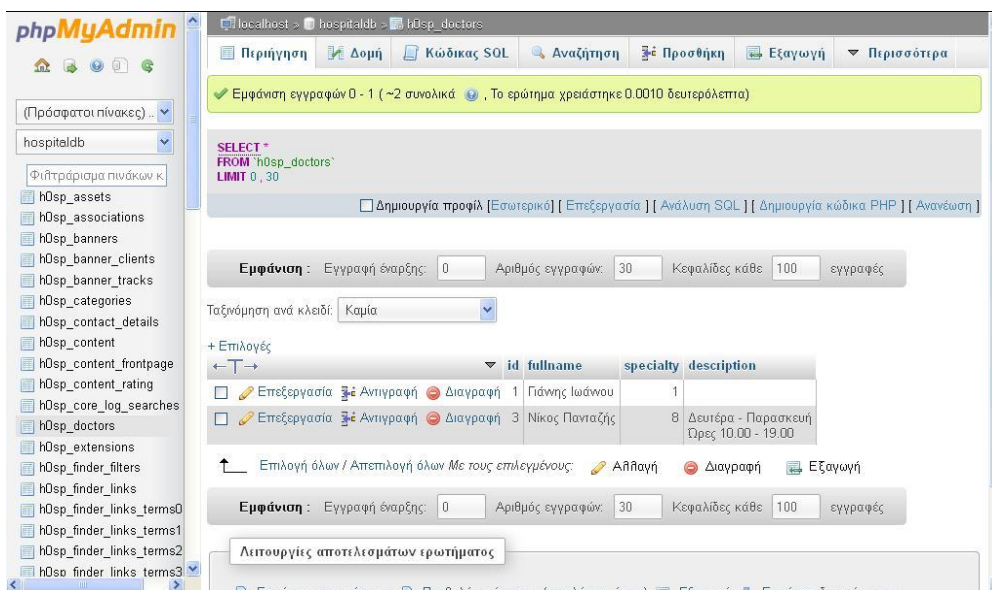 phpMyAdmin
(Πρόσφατοι πίνακες) ..
hospitaldb
Φιλτράρισμα πινάκων κ
h0sp_assets
h0sp_associations
h0sp_banners
h0sp_banner_clients
h0sp_banner_tracks
h0sp_categories
h0sp_contact_details
h0sp_content
h0sp_content_frontpage
h0sp_content_rating
h0sp_core_log_searches
h0sp_doctors
h0sp_extensions
h0sp_finder_filters
h0sp_finder_links
h0sp_finder_links_terms0
h0sp_finder_links_terms1
h0sp_finder_links_terms2
h0sp_finder_links_terms3
localhost > hospitaldb > h0sp_doctors
Περιήγηση Δομή Κώδικας SQL Αναζήτηση Προσθήκη Εξαγωγή Περισσότερα
Εμφάνιση εγγραφών 0 - 1 ( ~2 συνολικά , Το ερώτημα χρειάστηκε 0.0010 δευτερόλεπτα)
SELECT *
FROM `h0sp_doctors`
LIMIT 0 , 30
Δημιουργία προφίλ [Εσωτερικό] [ Επεξεργασία ] [ Ανάλυση SQL ] [ Δημιουργία κώδικα PHP ] [ Ανανέωση ]
Εμφάνιση : Εγγραφή έναρξης: 0 Αριθμός εγγραφών: 30 Κεφαλίδες κάθε 100 εγγραφές
Ταξινόμηση ανά κλειδί: Καμία
+ Επιλογές
←T→ id fullname specialty description
Επεξεργασία Αντιγραφή Διαγραφή 1 Γιάννης Ιωάννου 1
Επεξεργασία Αντιγραφή Διαγραφή 3 Νίκος Πανταζής 8 Δευτέρα - Παρασκευή
Ώρες 10.00 - 19.00
Επιλογή όλων / Απεπιλογή όλων Με τους επιλεγμένους: Αλλαγή Διαγραφή Εξαγωγή
Εμφάνιση : Εγγραφή έναρξης: 0 Αριθμός εγγραφών: 30 Κεφαλίδες κάθε 100 εγγραφές
Λειτουργίες αποτελεσμάτων ερωτήματος